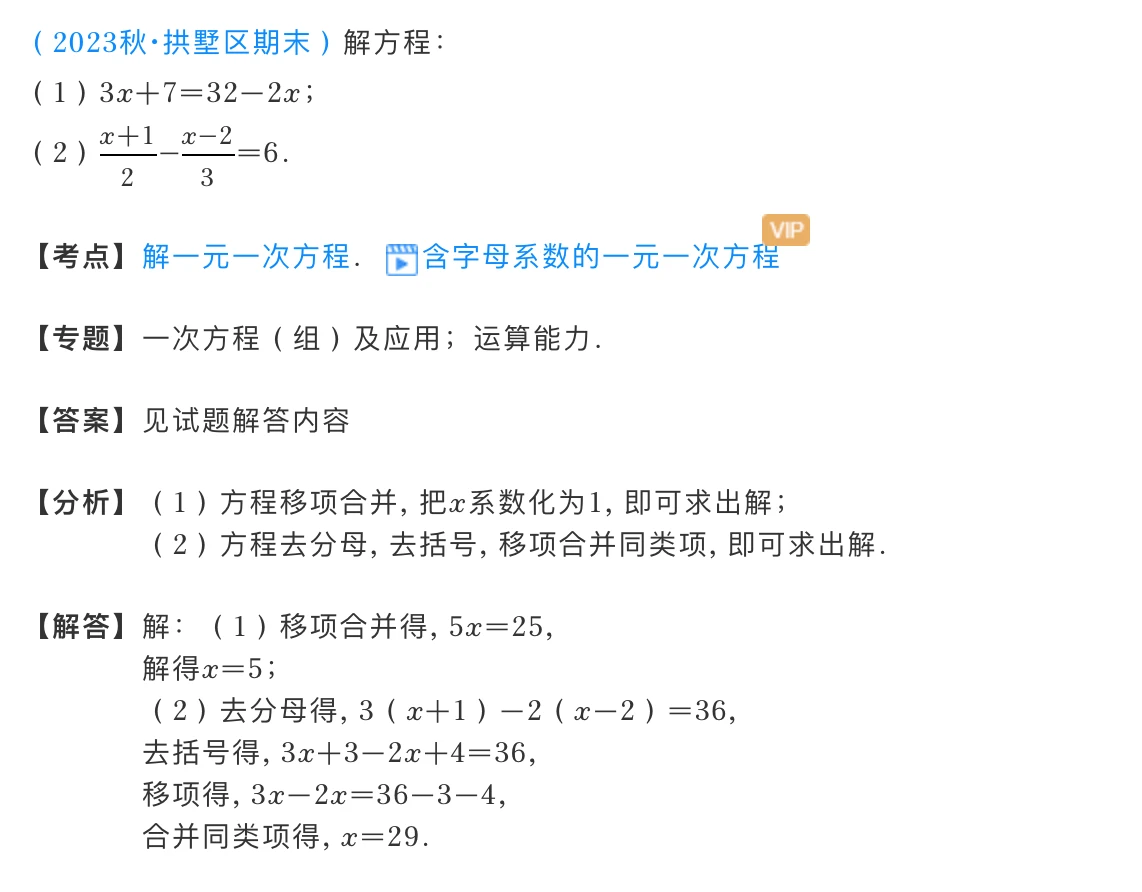 （2023秋·拱墅区期末）解方程：
（1）3x+7=32−2x；
（2）\frac{x+1}{2}−\frac{x−2}{3}=6．
VIP
【考点】解一元一次方程．含字母系数的一元一次方程
【专题】一次方程（组）及应用；运算能力．
【答案】见试题解答内容
【分析】（1）方程移项合并，把x系数化为1，即可求出解；
（2）方程去分母，去括号，移项合并同类项，即可求出解．
【解答】解：（1）移项合并得，5x=25，
解得x=5；
（2）去分母得，3（x+1）−2（x−2）=36，
去括号得，3x+3−2x+4=36，
移项得，3x−2x=36−3−4，
合并同类项得，x=29．